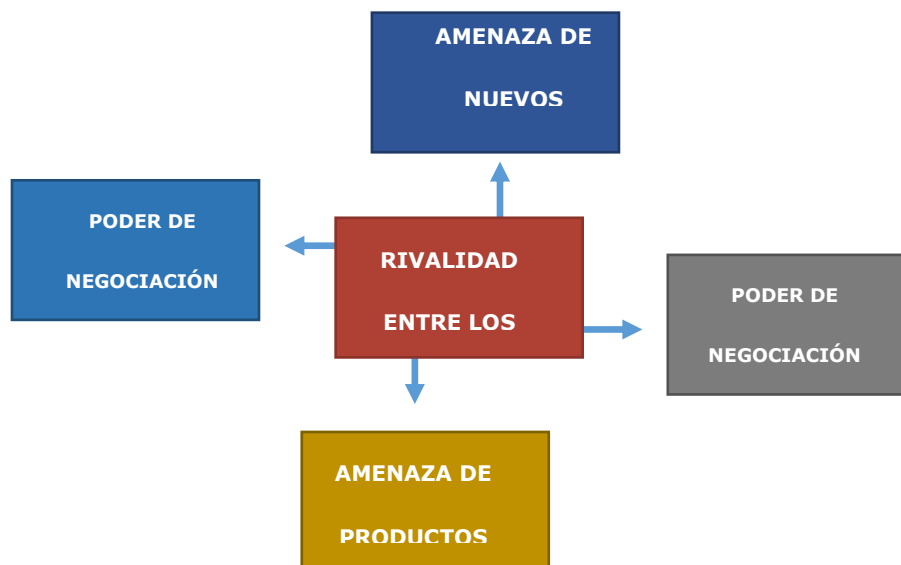 AMENAZA DE
NUEVOS
PODER DE
NEGOCIACIÓN
RIVALIDAD
ENTRE LOS
PODER DE
NEGOCIACIÓN
AMENAZA DE
PRODUCTOS